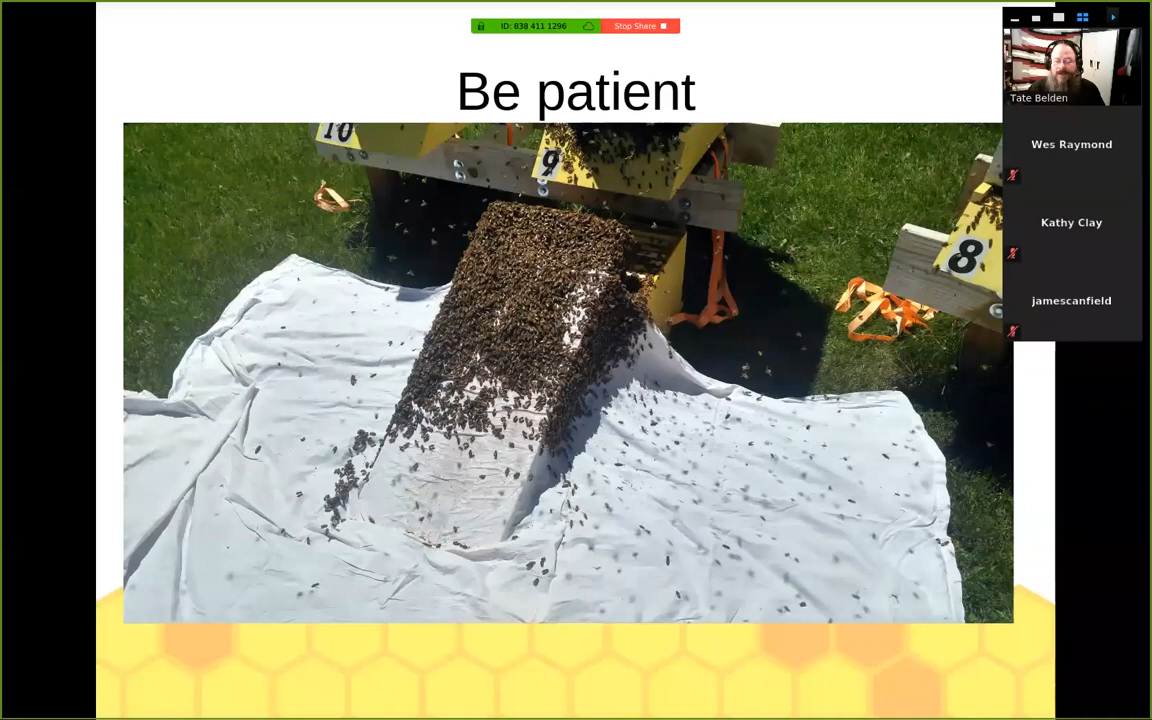 ID: 838 411 1296
Stop Share
Be patient
Tate Belden
Wes Raymond
Kathy Clay
jamescanfield
10
9
8